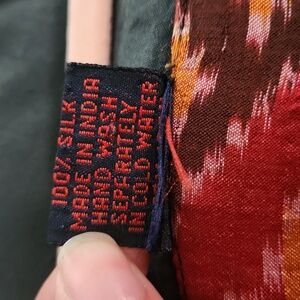 100% SILK
MADE IN INDIA
HAND WASH
SEPARATELY
IN COLD WATER